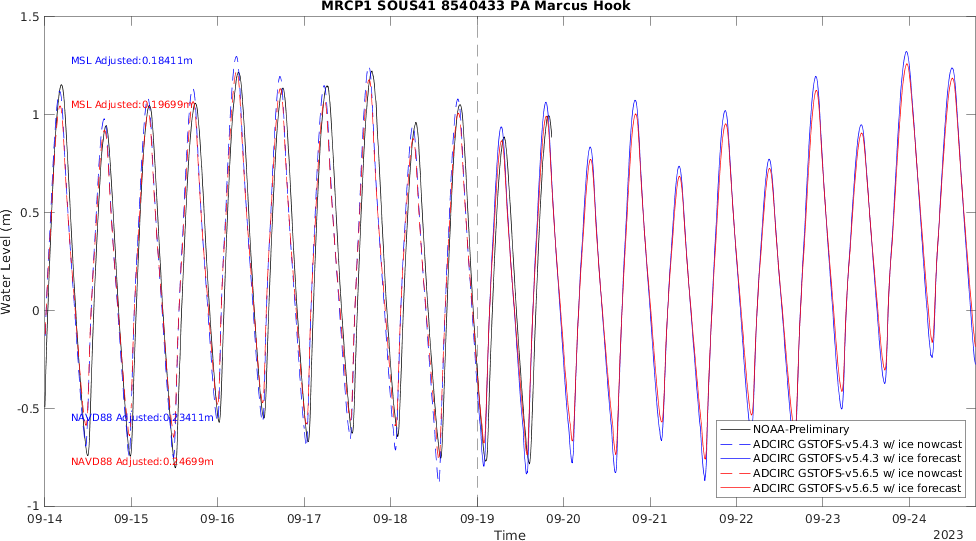 MRCP1 SOUS41 8540433 PA Marcus Hook
1.5
MSL Adjusted:0.18411m
MSL Adjusted:0.19699m
1
0.5
Water Level (m)
0
-0.5
NAVD88 Adjusted:0.23411m
NAVD88 Adjusted:0.24699m
NOAA-Preliminary
ADCIRC GSTOFS-v5.4.3 w/ ice nowcast
ADCIRC GSTOFS-v5.4.3 w/ ice forecast
ADCIRC GSTOFS-v5.6.5 w/ ice nowcast
ADCIRC GSTOFS-v5.6.5 w/ ice forecast
-1
09-14 09-15 09-16 09-17 09-18 09-19 09-20 09-21 09-22 09-23 09-24
Time
2023